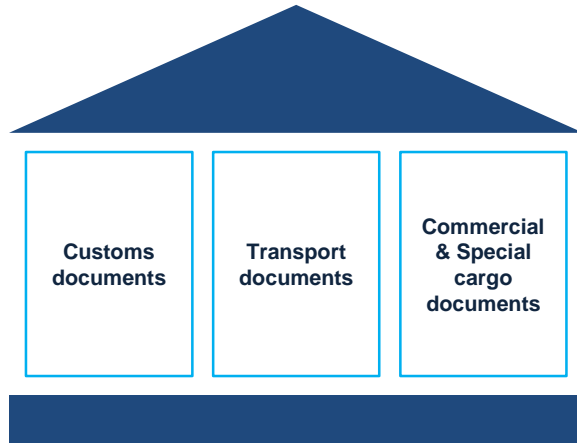 Customs
documents
Transport
documents
Commercial
& Special
cargo
documents